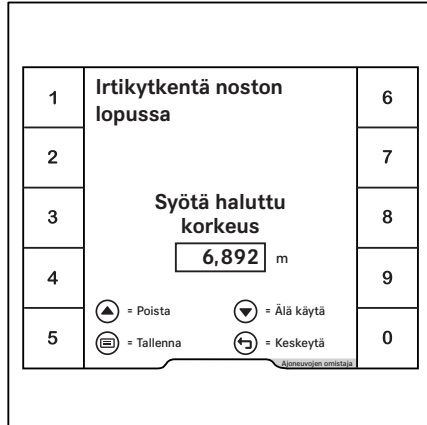 1
2
3
4
5
Irtikytkentä noston
lopussa
Syötä haluttu
korkeus
6,892 m
= Poista
= Älä käytä
= Tallenna
= Keskeytä
Ajoneuvojen omistaja
6
7
8
9
0